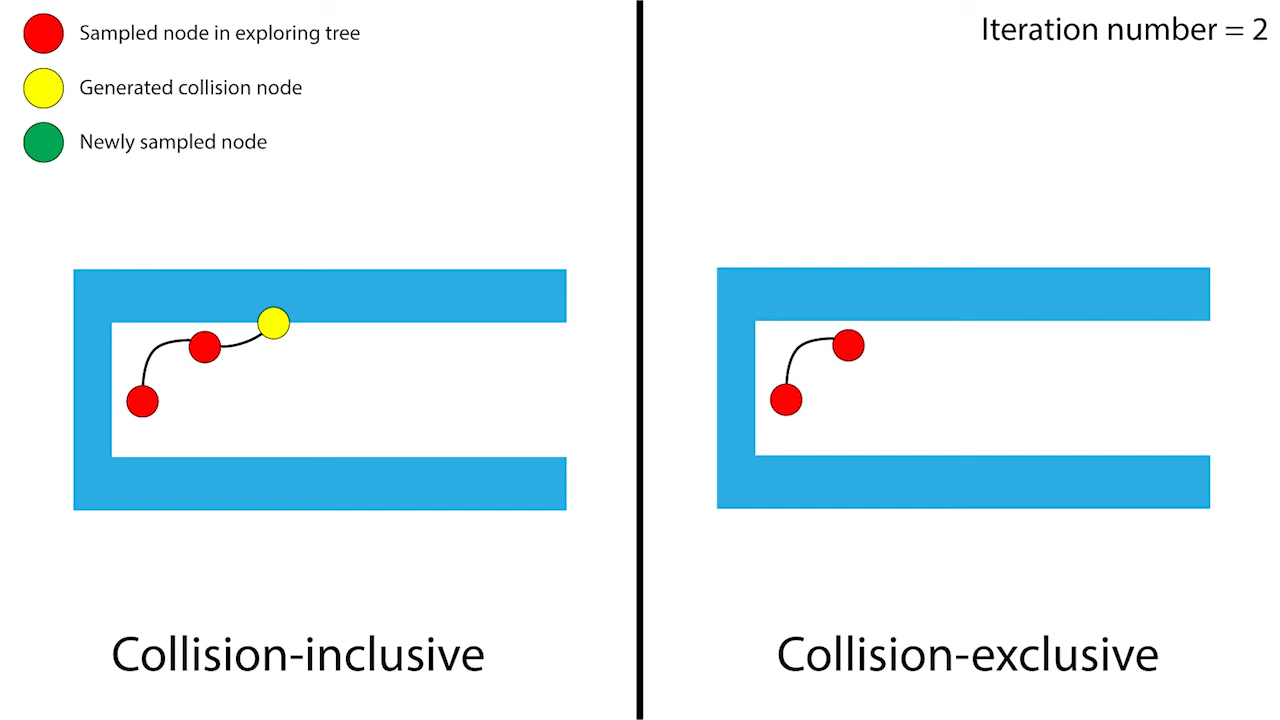 Sampled node in exploring tree
Generated collision node
Newly sampled node
Iteration number = 2
Collision-inclusive
Collision-exclusive